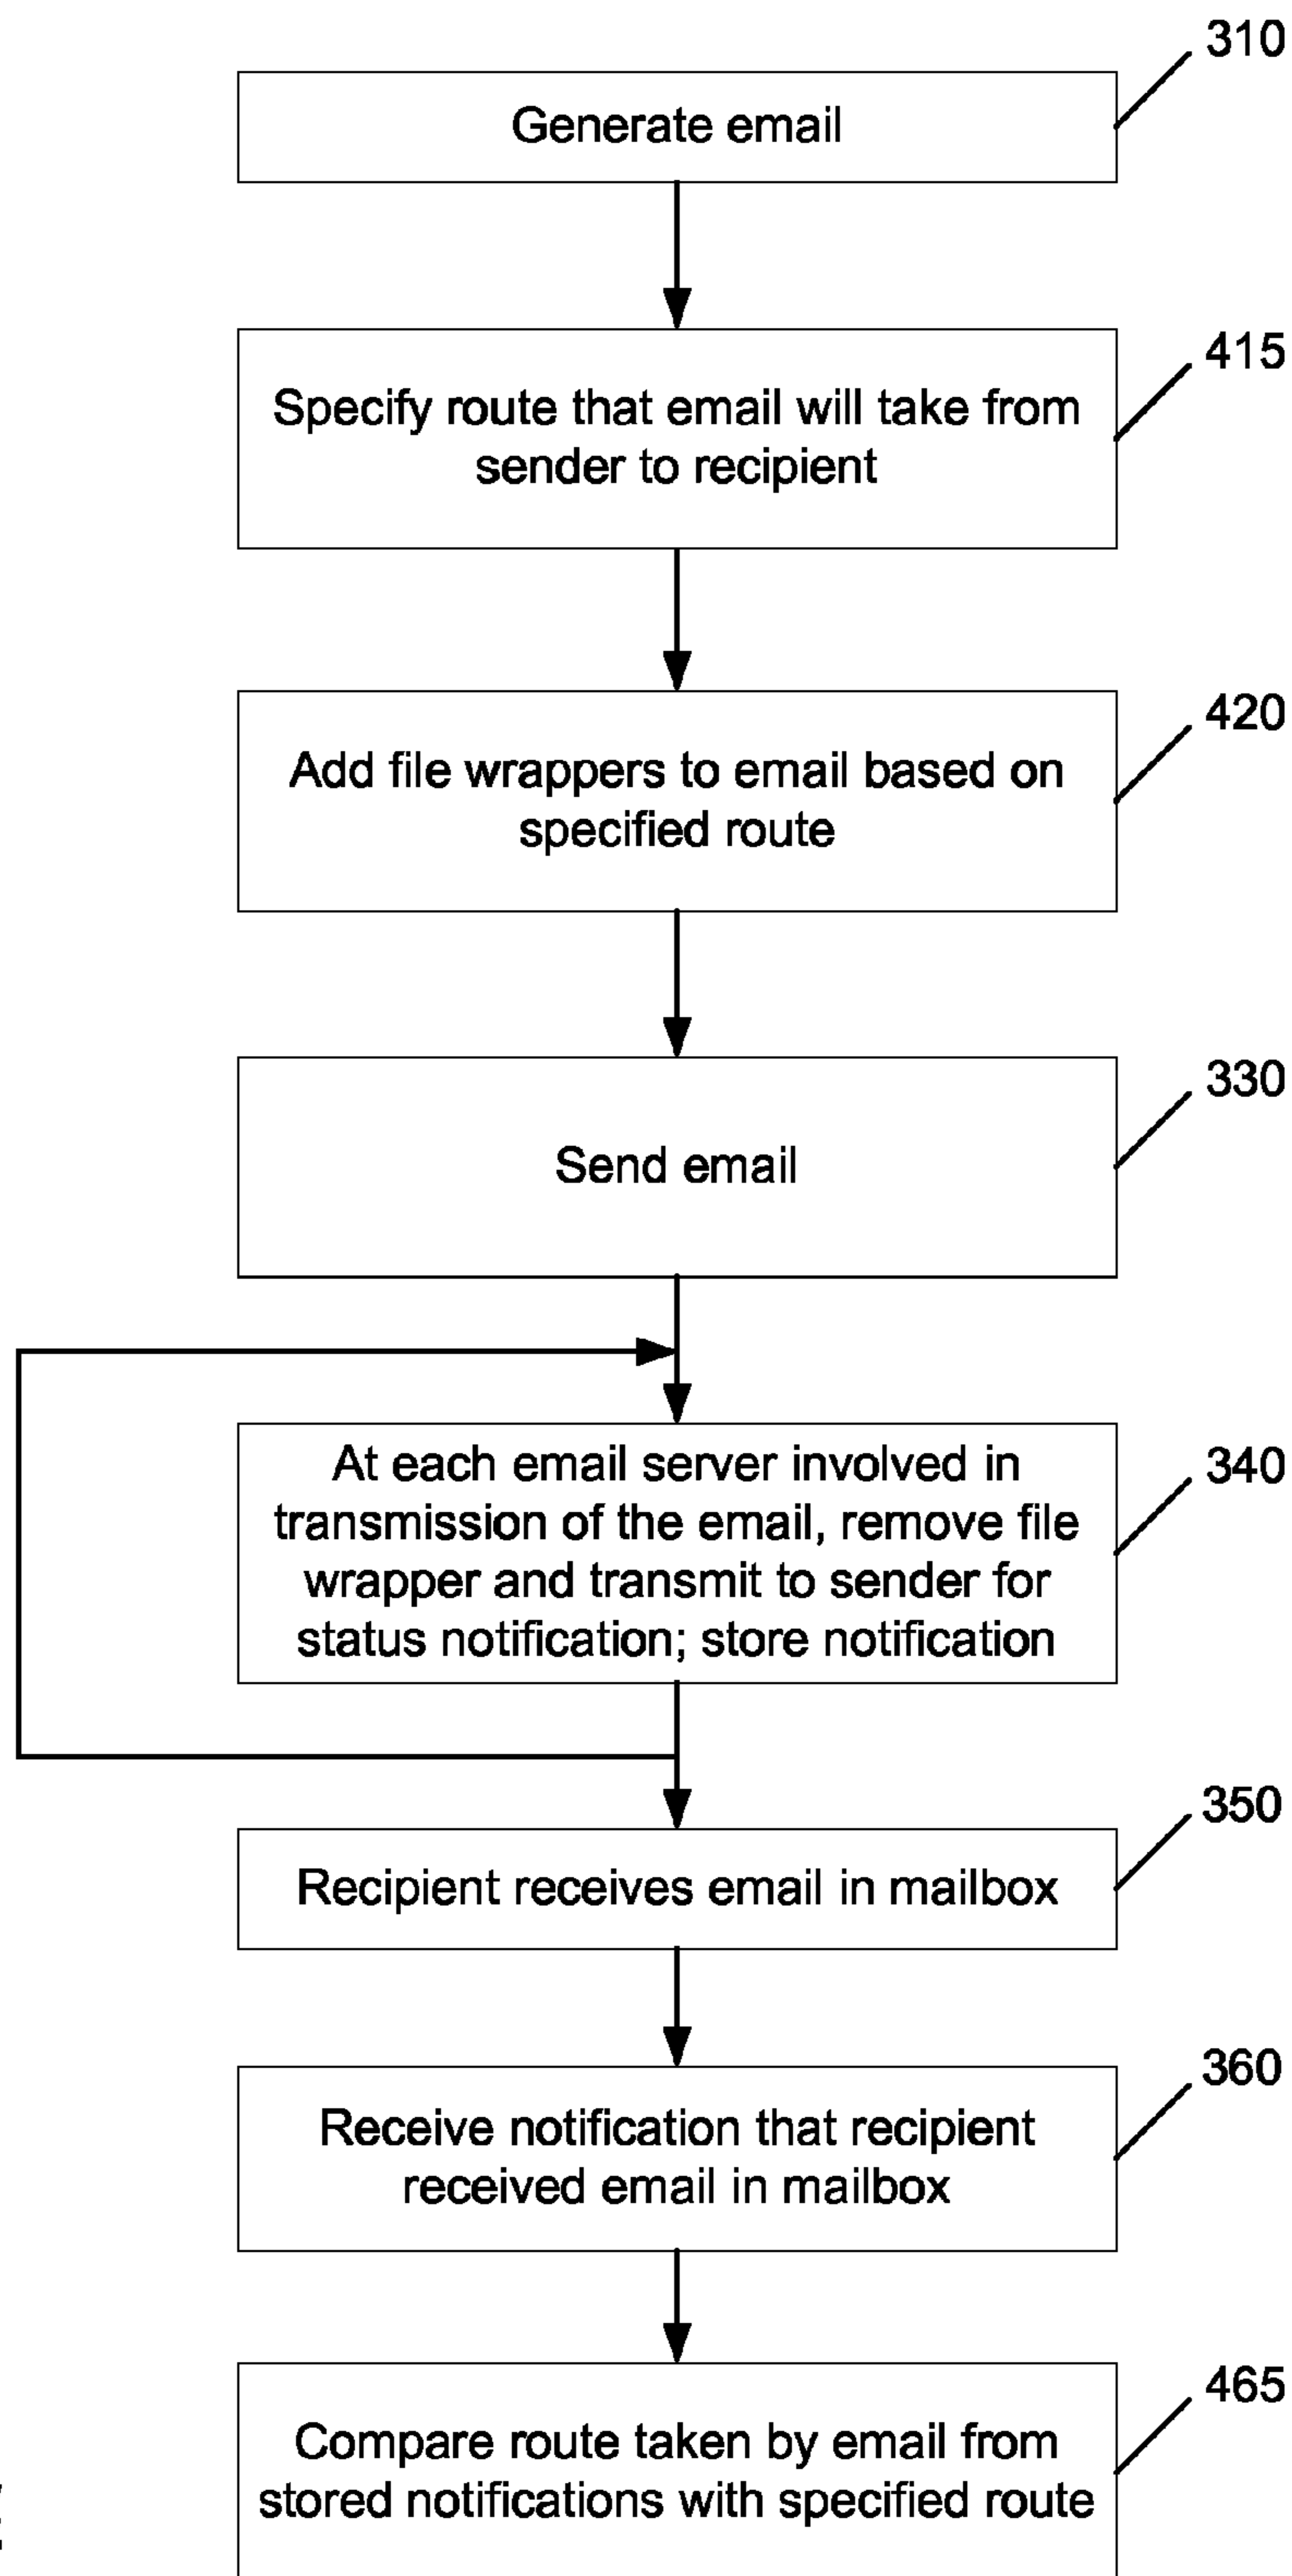 310
Generate email
415
Specify route that email will take from
sender to recipient
420
Add file wrappers to email based on
specified route
330
Send email
340
At each email server involved in
transmission of the email, remove file
wrapper and transmit to sender for
status notification; store notification
350
Recipient receives email in mailbox
360
Receive notification that recipient
received email in mailbox
465
Compare route taken by email from
stored notifications with specified route